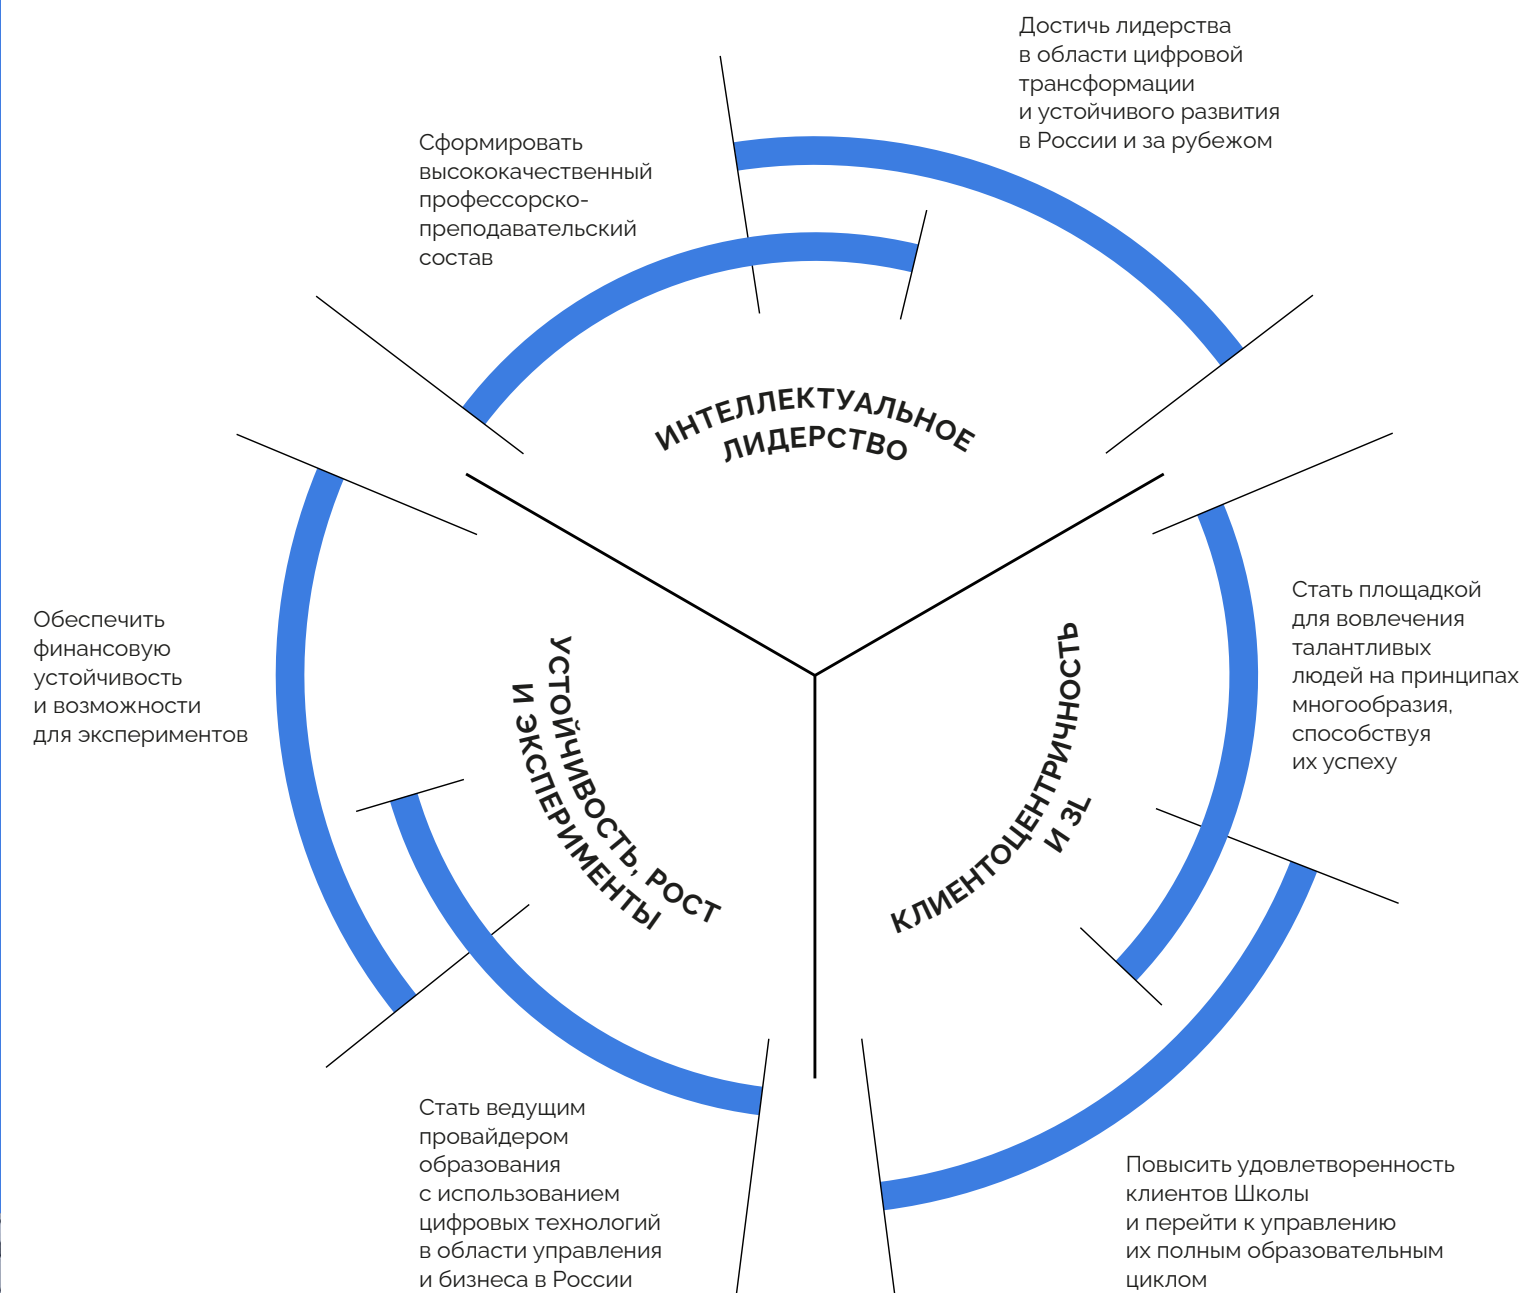 Достичь лидерства
в области цифровой
трансформации
и устойчивого развития
в России и за рубежом
Сформировать
высококачественный
профессорско-
преподавательский
состав
ИНТЕЛЛЕКТУАЛЬНОЕ
ЛИДЕРСТВО
Обеспечить
финансовую
устойчивость
и возможности
для экспериментов
УСТОЙЧИВОСТЬ, РОСТ
И ЭКСПЕРИМЕНТЫ
КЛИЕНТОЦЕНТРИЧНОСТЬ
И 3L
Стать площадкой
для вовлечения
талантливых
людей на принципах
многообразия,
способствуя
их успеху
Стать ведущим
провайдером
образования
с использованием
цифровых технологий
в области управления
и бизнеса в России
Повысить удовлетворенность
клиентов Школы
и перейти к управлению
их полным образовательным
циклом